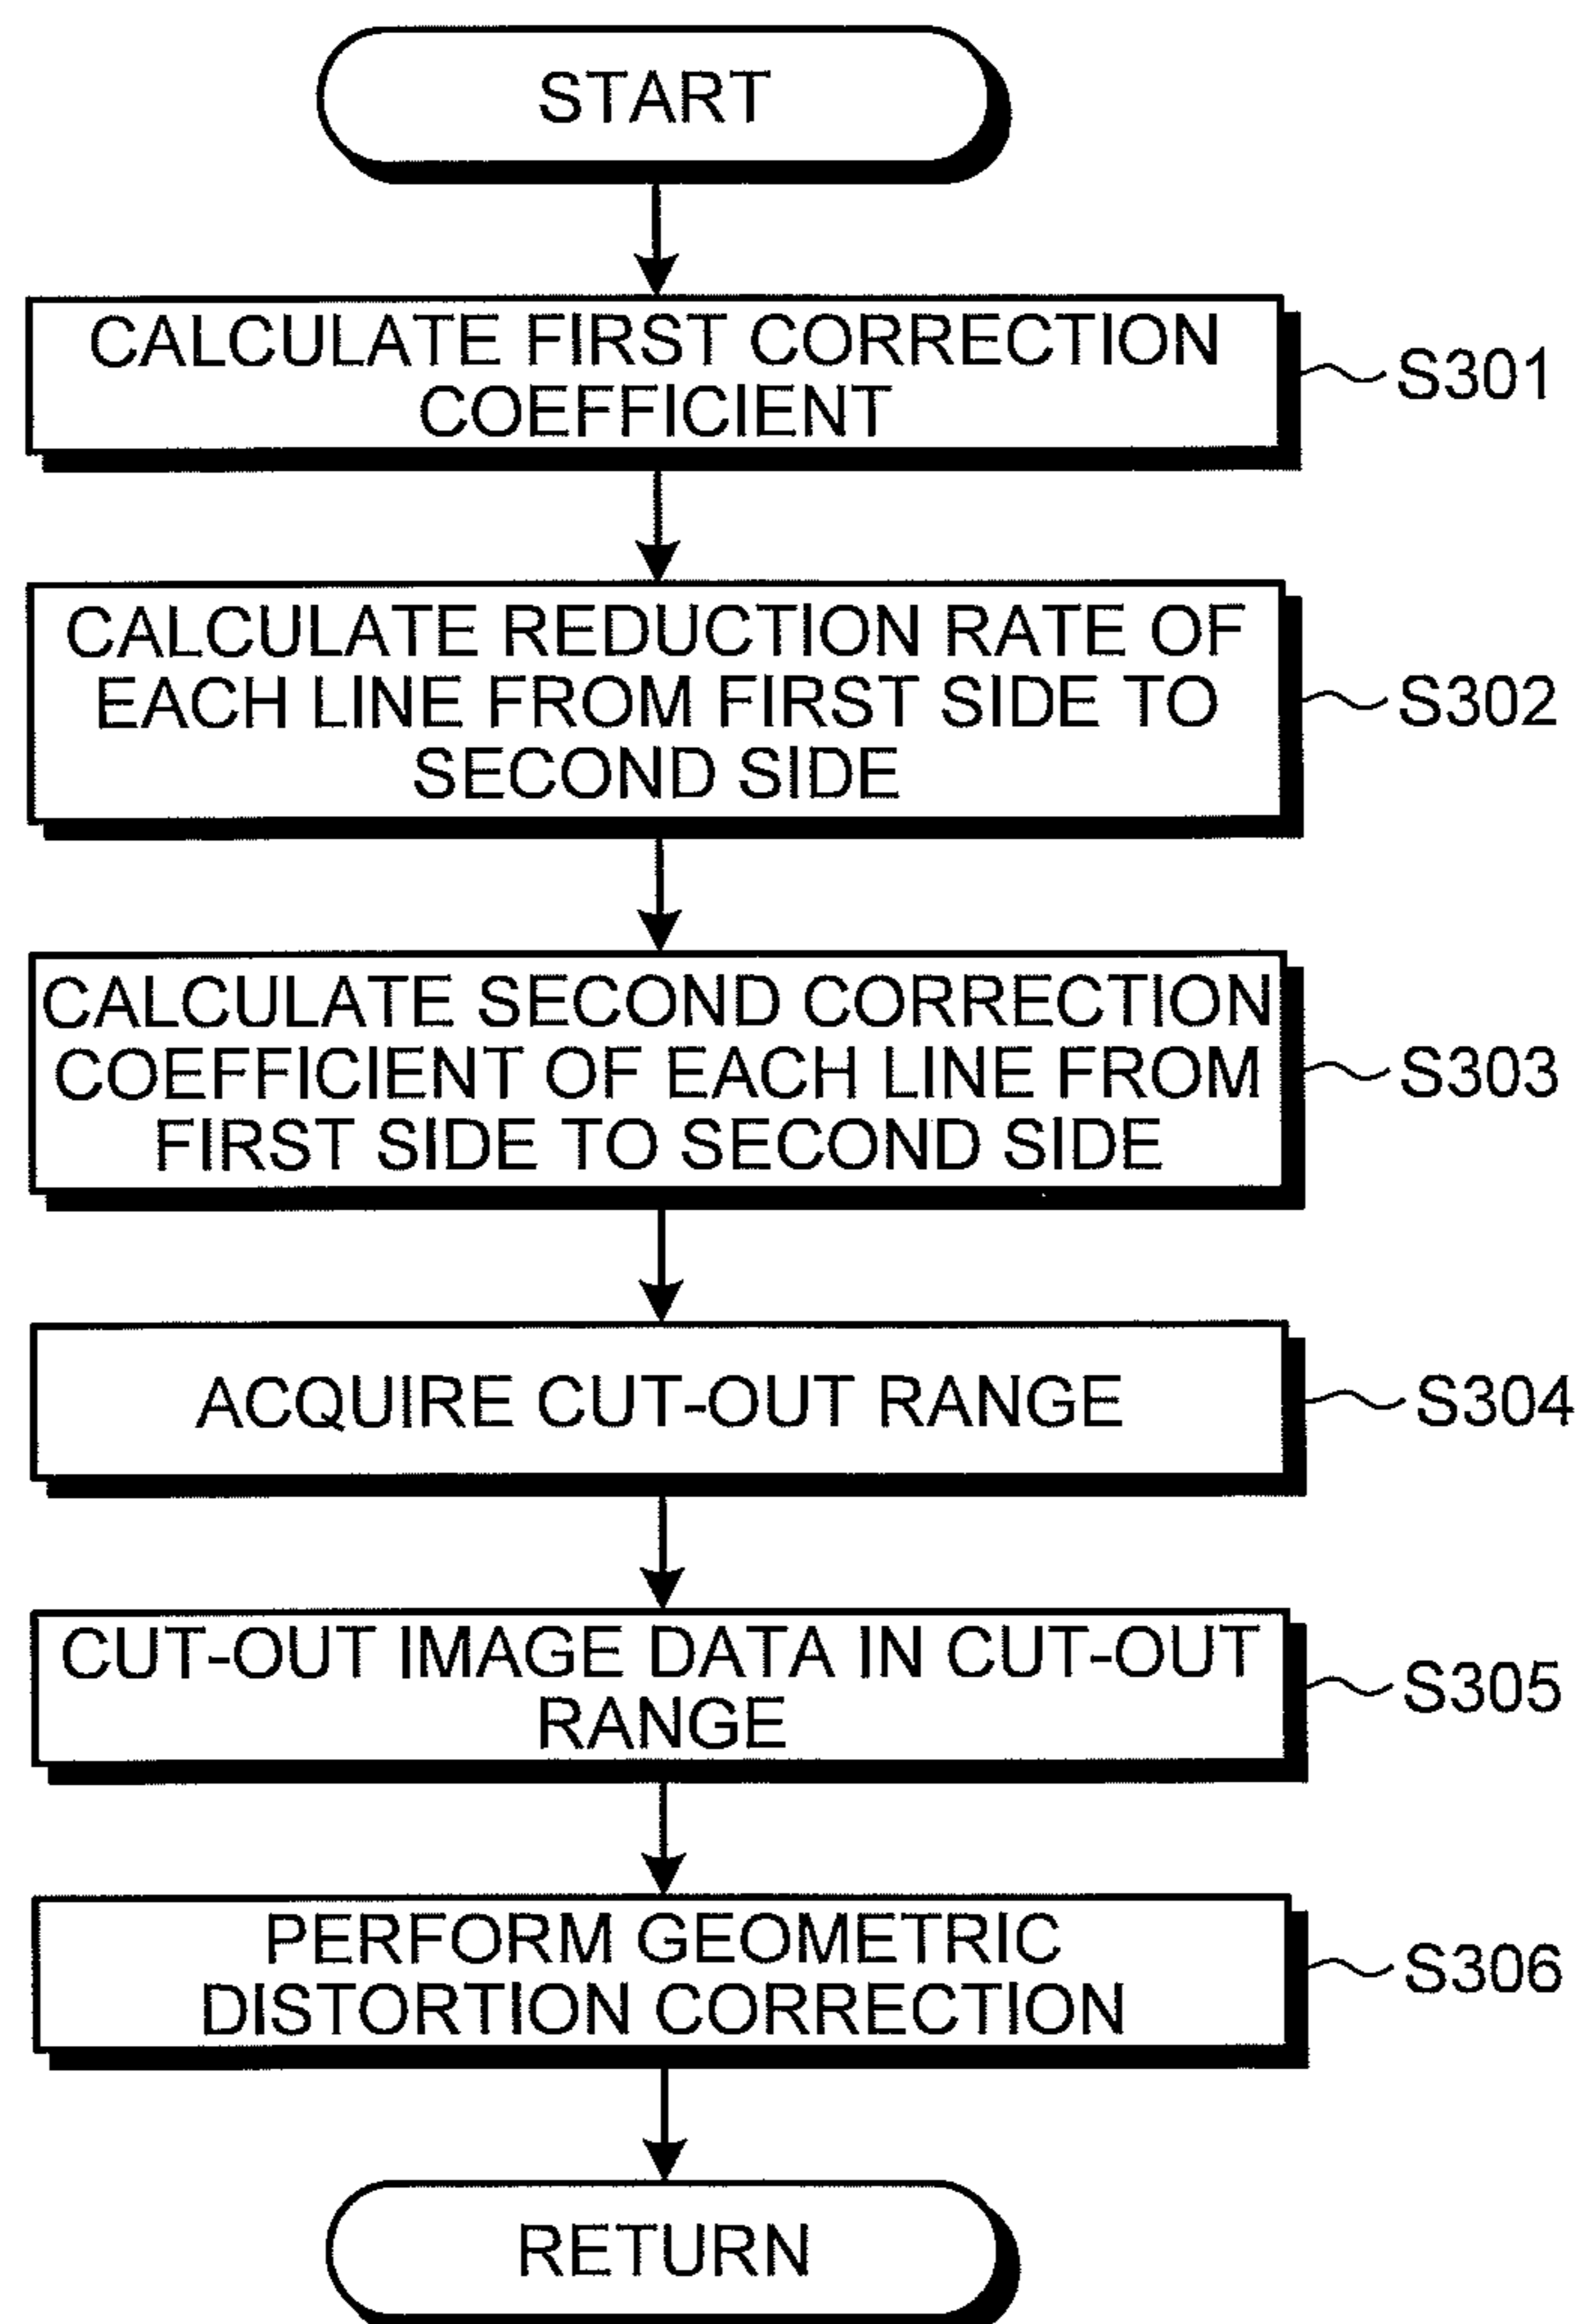 START
CALCULATE FIRST CORRECTION
COEFFICIENT
S301
CALCULATE REDUCTION RATE OF
EACH LINE FROM FIRST SIDE TO
SECOND SIDE
S302
CALCULATE SECOND CORRECTION
COEFFICIENT OF EACH LINE FROM
FIRST SIDE TO SECOND SIDE
S303
ACQUIRE CUT-OUT RANGE
S304
CUT-OUT IMAGE DATA IN CUT-OUT
RANGE
S305
PERFORM GEOMETRIC
DISTORTION CORRECTION
S306
RETURN